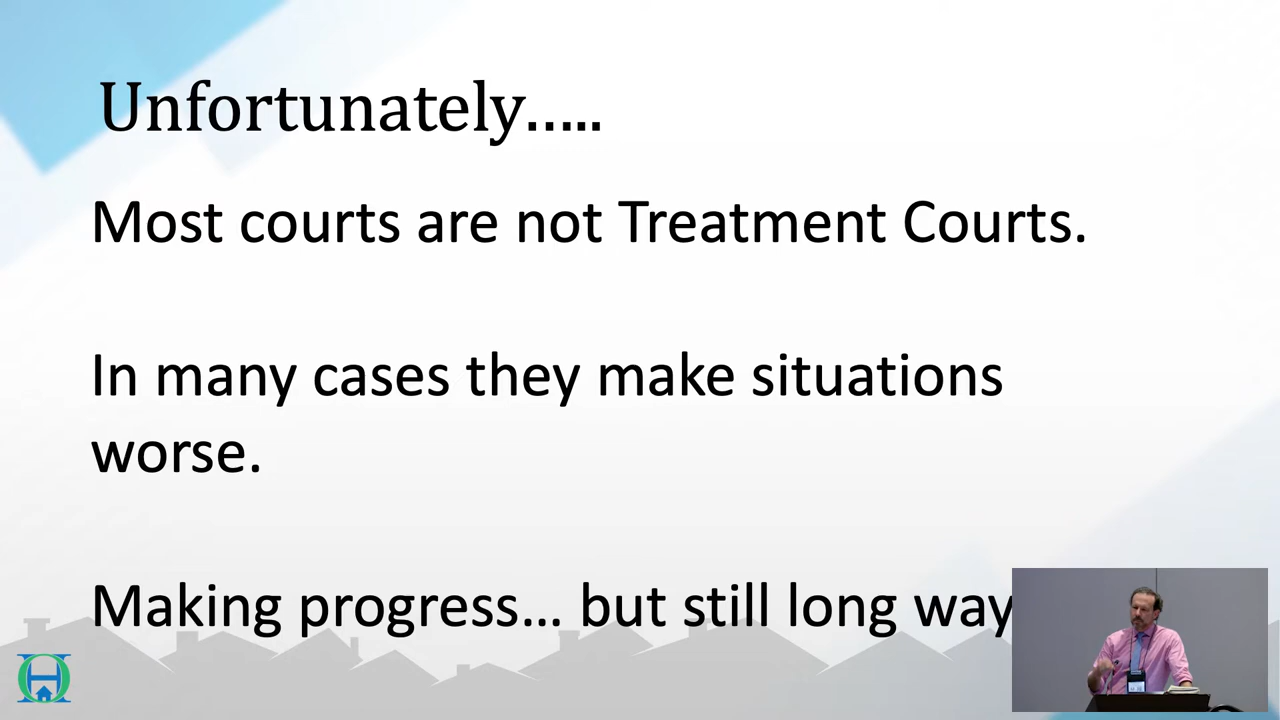 Unfortunately.....
Most courts are not Treatment Courts.
In many cases they make situations
worse.
Making progress... but still long way